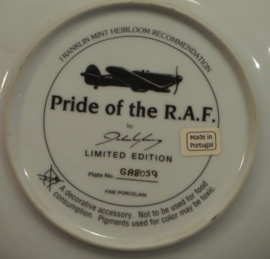 FRANKLIN MINT HEIRLOOM RECOMMENDATION
Pride of the R.A.F.
by
LIMITED EDITION
Made in
Portugal
Plate No. GA8059
FINE PORCELAIN
A decorative accessory. Not to be used for food
consumption. Pigments used for color may be toxic.